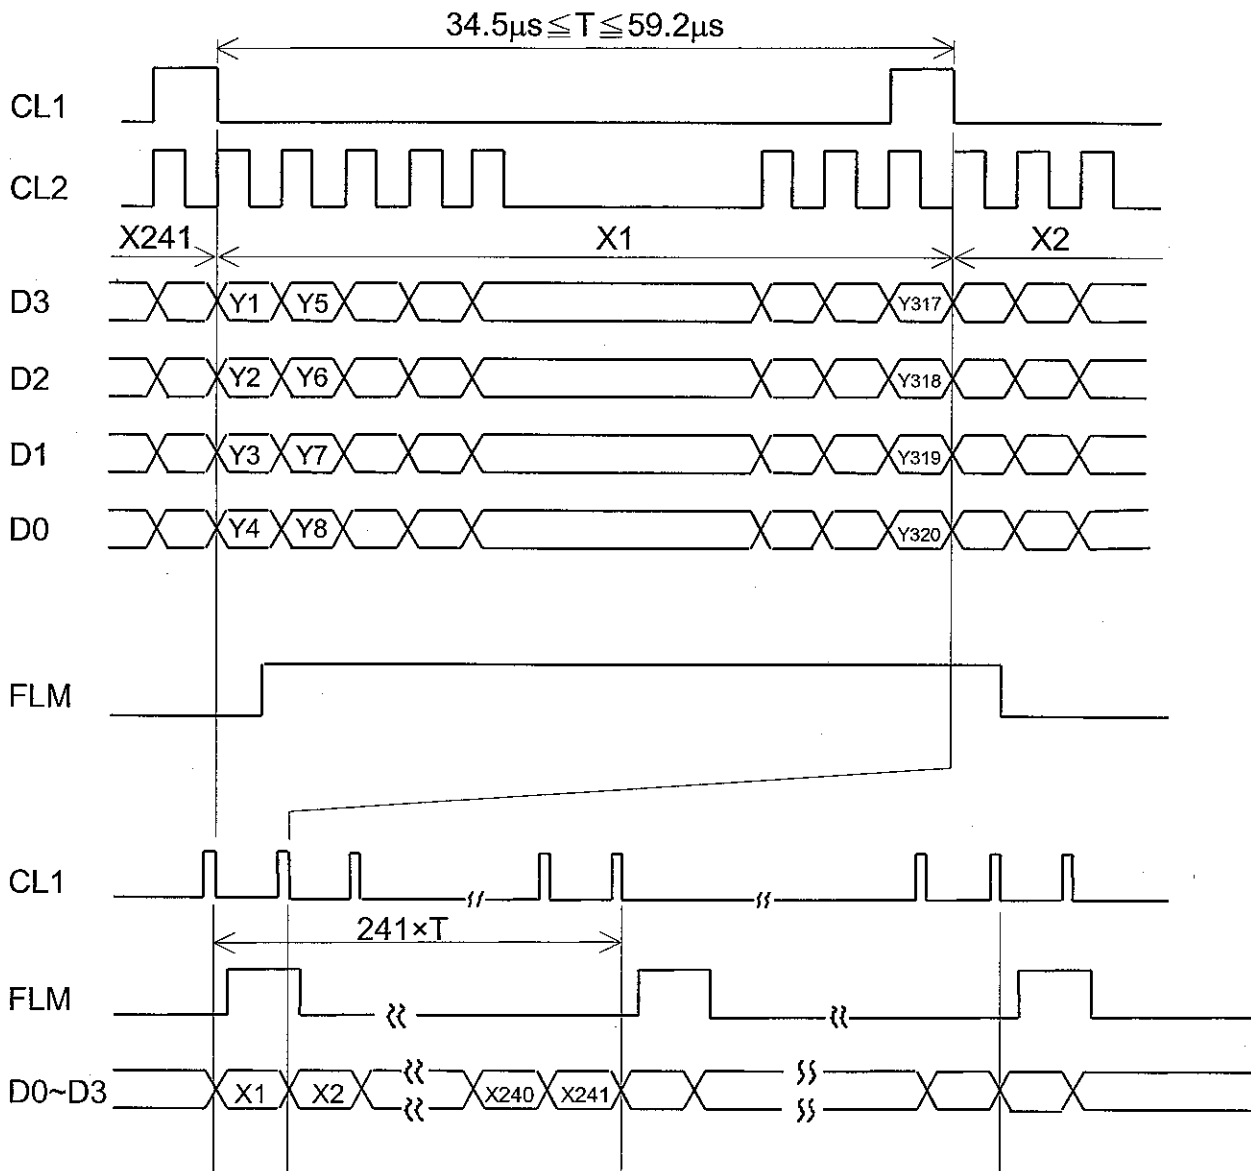 34.5μs≦T≦59.2μs
CL1
CL2
X241 X1 X2
D3 Y1 Y5 Y317
D2 Y2 Y6 Y318
D1 Y3 Y7 Y319
D0 Y4 Y8 Y320
FLM
CL1
241×T
FLM
D0~D3 X1 X2 X240 X241